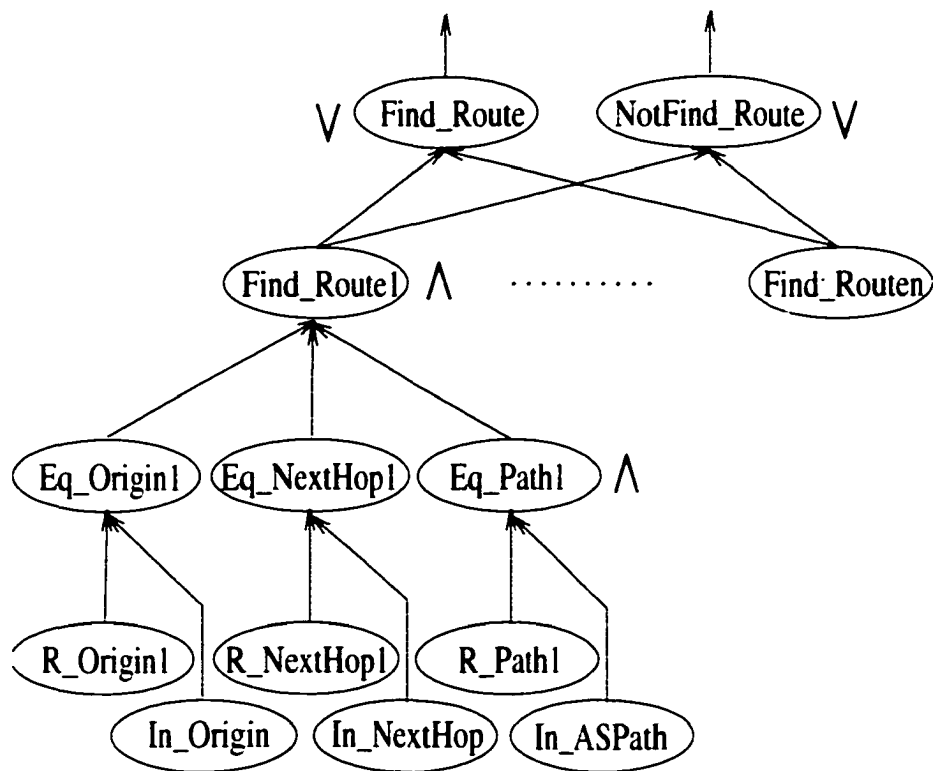 V Find_Route NotFind_Route V
Find_Route1 Λ .......... Find_Routen
Eq_Origin1 Eq_NextHop1 Eq_Path1 Λ
R_Origin1 R_NextHop1 R_Path1
In_Origin In_NextHop In_ASPath